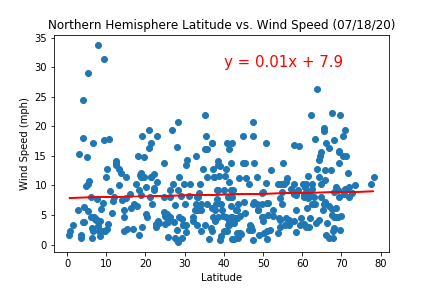 Northern Hemisphere Latitude vs. Wind Speed (07/18/20)
y = 0.01x + 7.9
Wind Speed (mph)
35
30
25
20
15
10
5
0
0 10 20 30 40 50 60 70 80
Latitude